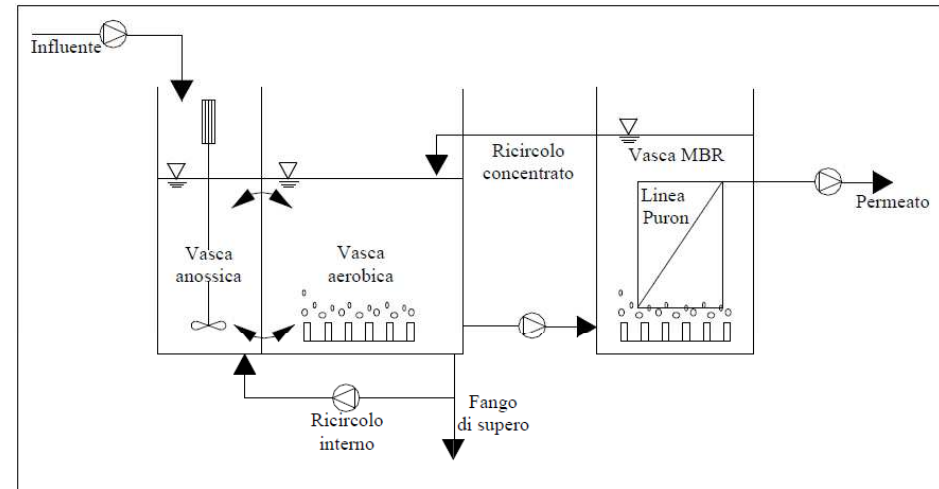 Influente
Ricircolo
concentrato
Vasca MBR
Linea
Puron
Permeato
Vasca
anossica
Vasca
aerobica
Ricircolo
interno
Fango
di supero